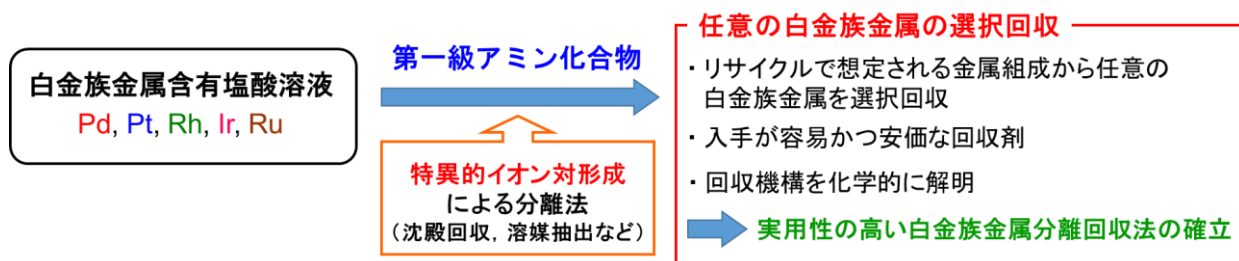 白金族金属含有塩酸溶液
Pd, Pt, Rh, Ir, Ru
第一級アミン化合物
特異的イオン対形成
による分離法
（沈殿回収, 溶媒抽出など）
任意の白金族金属の選択回収
・リサイクルで想定される金属組成から任意の
白金族金属を選択回収
・入手が容易かつ安価な回収剤
・回収機構を化学的に解明
実用性の高い白金族金属分離回収法の確立